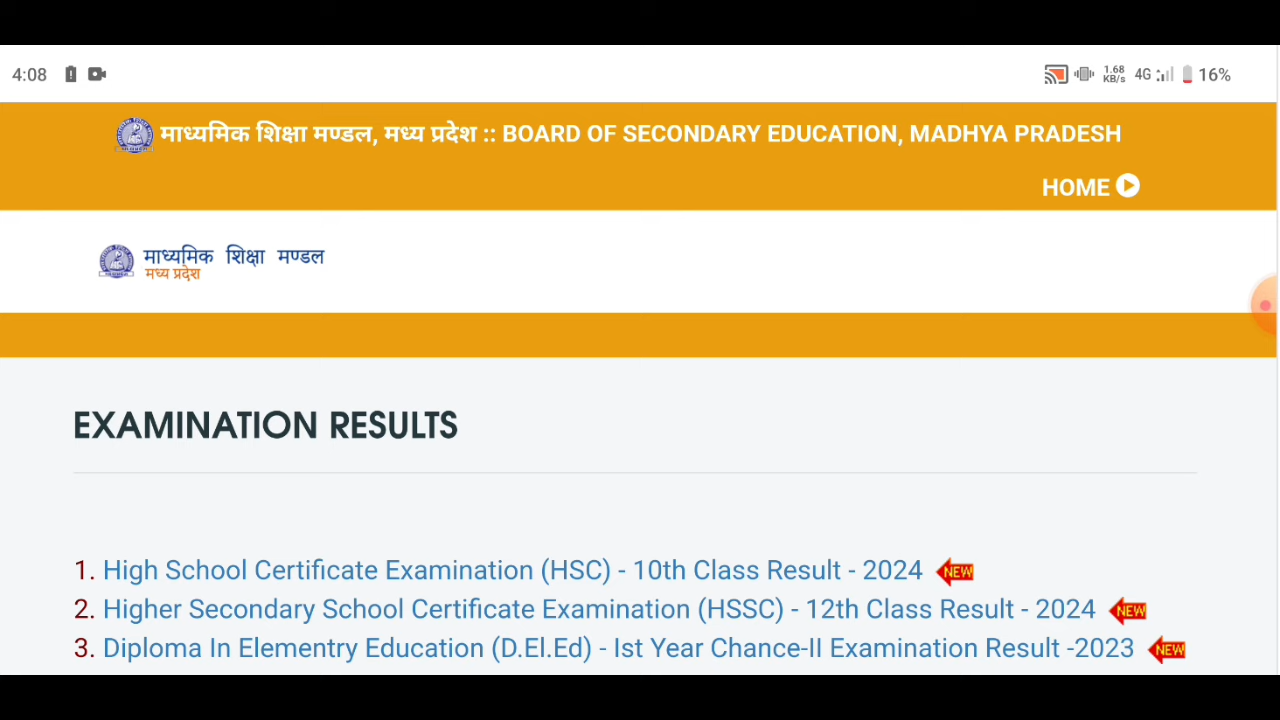 4:08 1.68 KB/s 4G 16%
माध्यमिक शिक्षा मण्डल, मध्य प्रदेश :: BOARD OF SECONDARY EDUCATION, MADHYA PRADESH
HOME
माध्यमिक शिक्षा मण्डल
मध्य प्रदेश
EXAMINATION RESULTS
1. High School Certificate Examination (HSC) - 10th Class Result - 2024 NEW
2. Higher Secondary School Certificate Examination (HSSC) - 12th Class Result - 2024 NEW
3. Diploma In Elementry Education (D.El.Ed) - Ist Year Chance-II Examination Result -2023 NEW